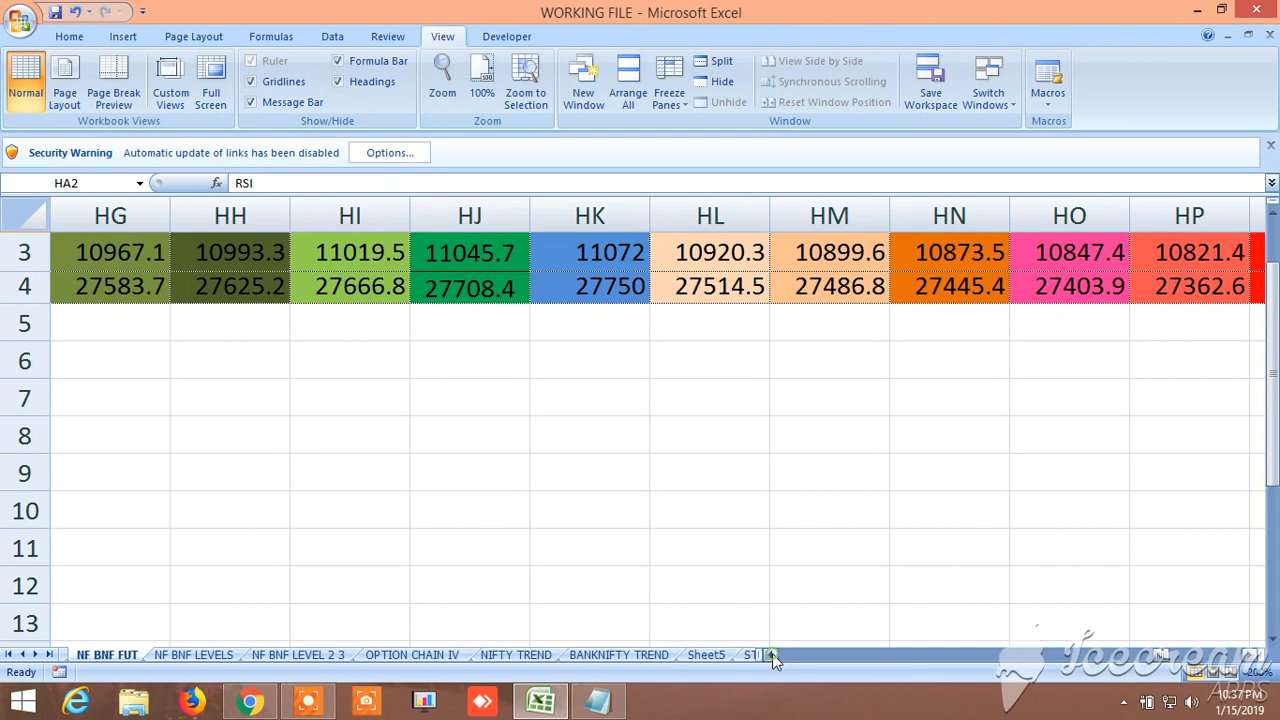 WORKING FILE - Microsoft Excel
Home Insert Page Layout Formulas Data Review View Developer
Normal
Page Layout
Page Break Preview
Custom Views
Full Screen
Workbook Views
Ruler
Gridlines
Message Bar
Formula Bar
Headings
Show/Hide
Zoom
100%
Zoom to Selection
Zoom
New Window
Arrange All
Freeze Panes
Split
Hide
Unhide
View Side by Side
Synchronous Scrolling
Reset Window Position
Window
Save Workspace
Switch Windows
Macros
Macros
Security Warning Automatic update of links has been disabled Options...
HA2 fx RSI
HG HH HI HJ HK HL HM HN HO HP
3 10967.1 10993.3 11019.5 11045.7 11072 10920.3 10899.6 10873.5 10847.4 10821.4
4 27583.7 27625.2 27666.8 27708.4 27750 27514.5 27486.8 27445.4 27403.9 27362.6
5
6
7
8
9
10
11
12
13
NF BNF FUT NF BNF LEVELS NF BNF LEVEL 2 3 OPTION CHAIN IV NIFTY TREND BANKNIFTY TREND Sheet5
Ready
Icecream
APPS
10:37 PM
1/15/2019